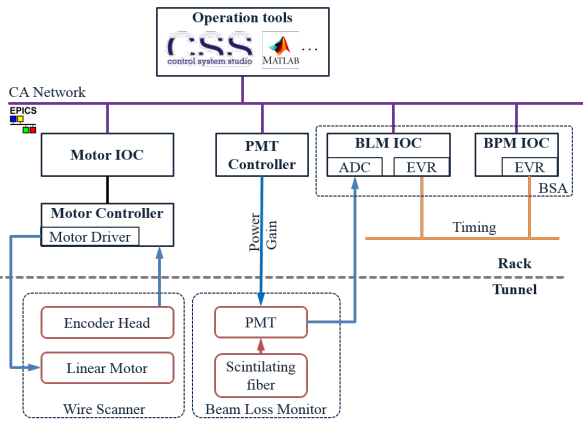 Operation tools
CSS
control system studio
MATLAB
...
CA Network
EPICS
Motor IOC
PMT
Controller
BLM IOC
ADC
EVR
BPM IOC
EVR
BSA
Motor Controller
Motor Driver
Power
Gain
Timing
Rack
Tunnel
Encoder Head
Linear Motor
Wire Scanner
PMT
Scintilating
fiber
Beam Loss Monitor